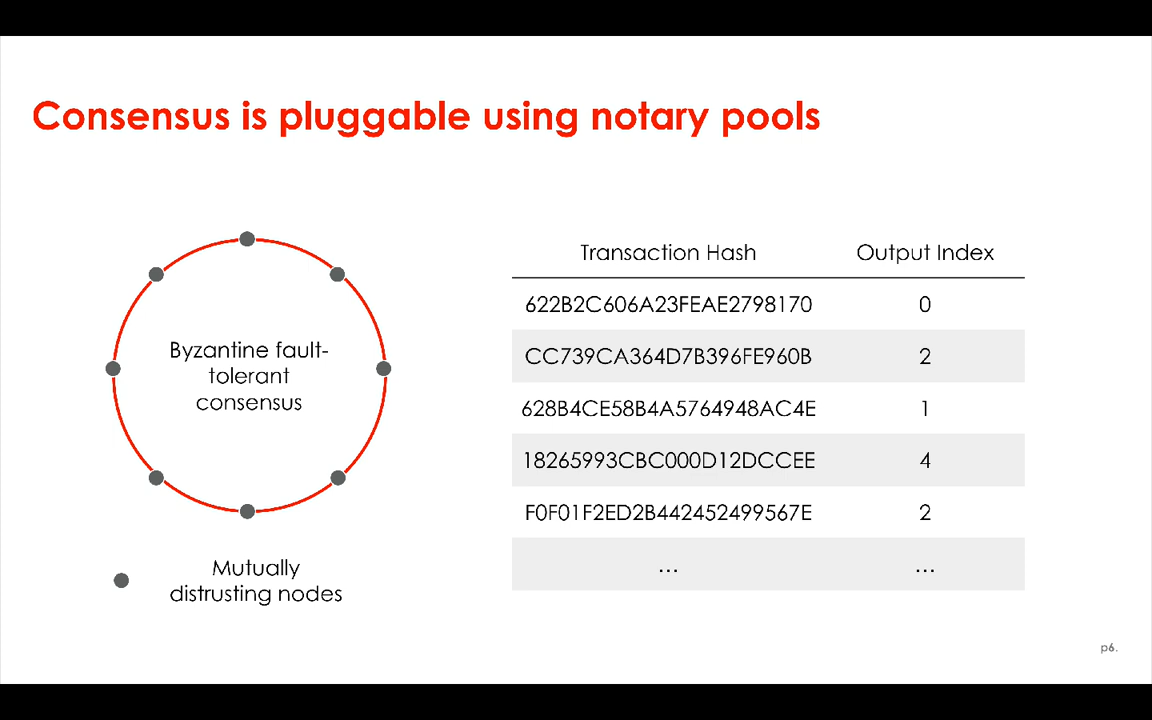 Consensus is pluggable using notary pools
Byzantine fault-
tolerant
consensus
Mutually
distrusting nodes
Transaction Hash Output Index
622B2C606A23FEAE2798170 0
CC739CA364D7B396FE960B 2
628B4CE58B4A5764948AC4E 1
18265993CBC000D12DCCEE 4
F0F01F2ED2B442452499567E 2
... ...
p6.